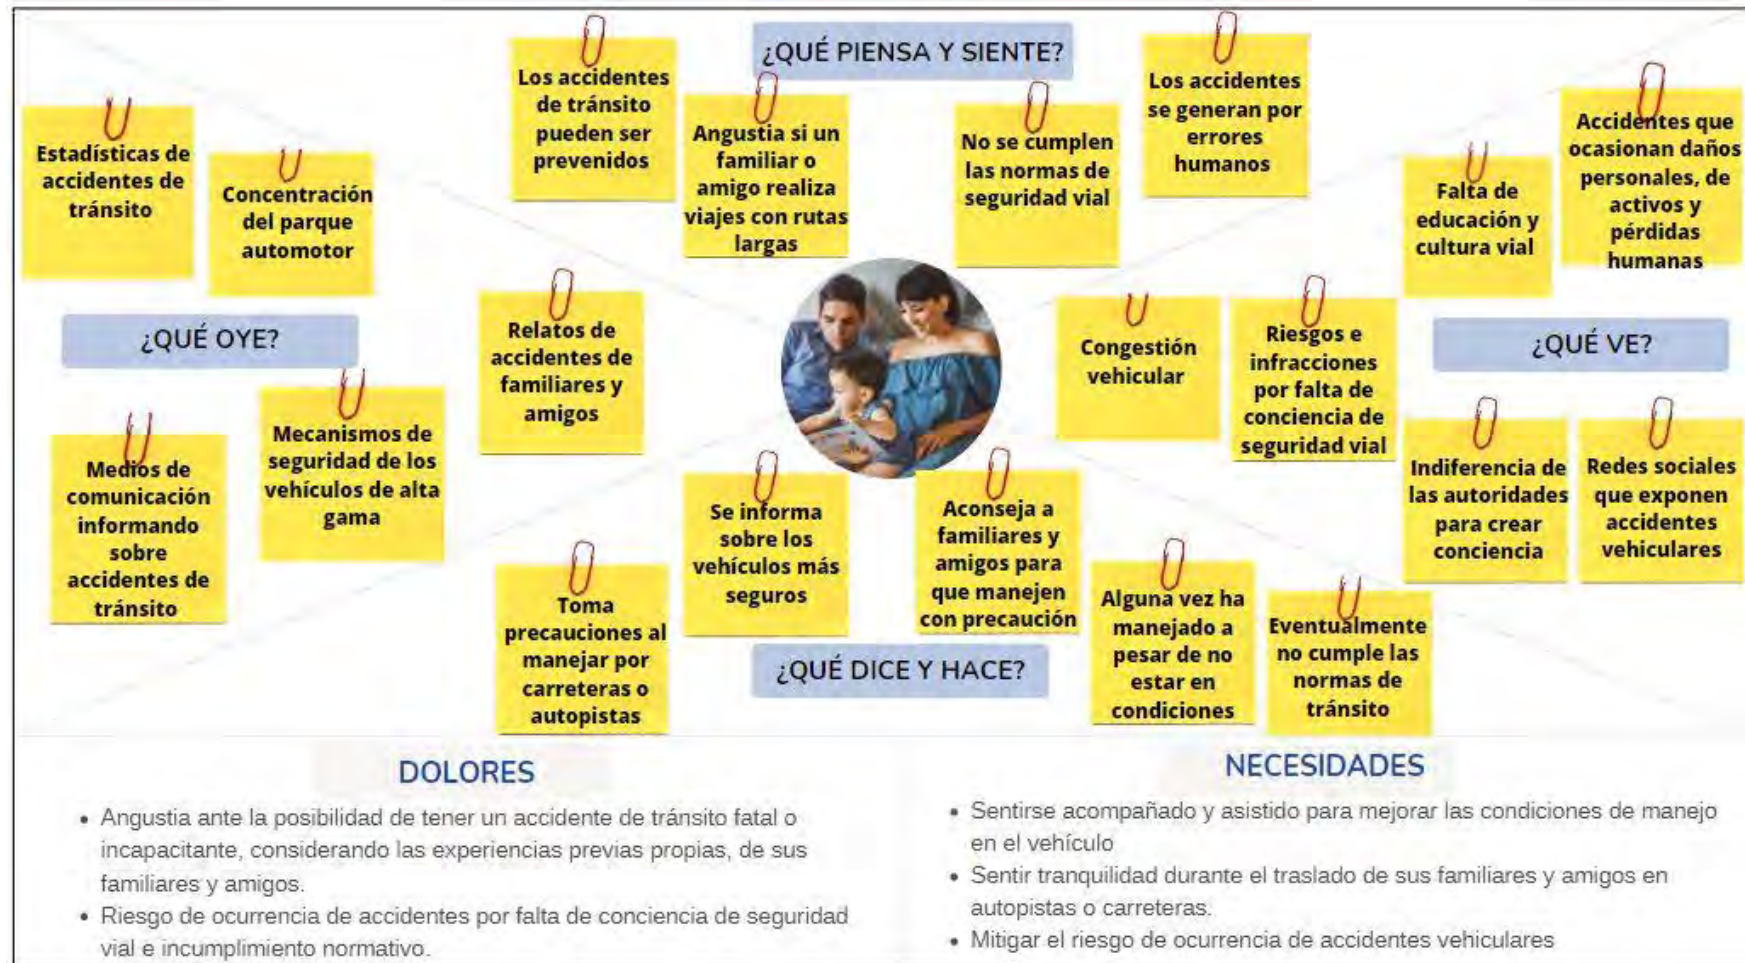 ¿QUÉ PIENSA Y SIENTE?
Los accidentes
de tránsito
pueden ser
prevenidos
Angustia si un
familiar o
amigo realiza
viajes con rutas
largas
No se cumplen
las normas de
seguridad vial
Los accidentes
se generan por
errores
humanos
Estadísticas de
accidentes de
tránsito
Concentración
del parque
automotor
¿QUÉ OYE?
Relatos de
accidentes de
familiares y
amigos
Medios de
comunicación
informando
sobre
accidentes de
tránsito
Mecanismos de
seguridad de los
vehículos de alta
gama
Falta de
educación y
cultura vial
Accidentes que
ocasionan daños
personales, de
activos y
pérdidas
humanas
Congestión
vehicular
Riesgos e
infracciones
por falta de
conciencia de
seguridad vial
¿QUÉ VE?
Indiferencia de
las autoridades
para crear
conciencia
Redes sociales
que exponen
accidentes
vehiculares
Toma
precauciones al
manejar por
carreteras o
autopistas
Se informa
sobre los
vehículos más
seguros
Aconseja a
familiares y
amigos para
que manejen
con precaución
Alguna vez ha
manejado a
pesar de no
estar en
condiciones
Eventualmente
no cumple las
normas de
tránsito
¿QUÉ DICE Y HACE?
DOLORES
• Angustia ante la posibilidad de tener un accidente de tránsito fatal o
incapacitante, considerando las experiencias previas propias, de sus
familiares y amigos.
• Riesgo de ocurrencia de accidentes por falta de conciencia de seguridad
vial e incumplimiento normativo.
NECESIDADES
• Sentirse acompañado y asistido para mejorar las condiciones de manejo
en el vehículo
• Sentir tranquilidad durante el traslado de sus familiares y amigos en
autopistas o carreteras.
• Mitigar el riesgo de ocurrencia de accidentes vehiculares